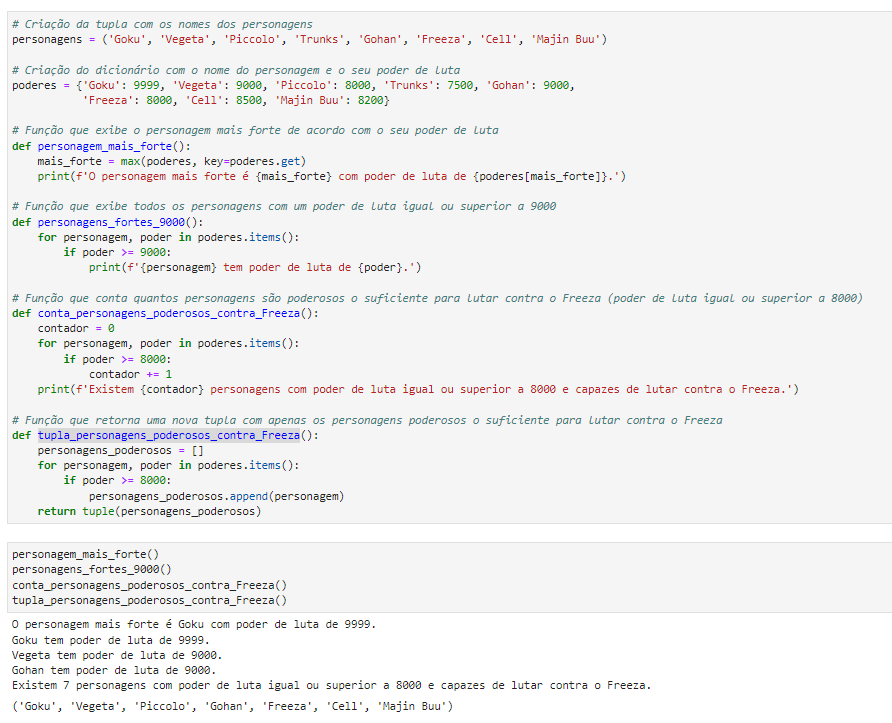 # Criação da tupla com os nomes dos personagens
personagens = ('Goku', 'Vegeta', 'Piccolo', 'Trunks', 'Gohan', 'Freeza', 'Cell', 'Majin Buu')

# Criação do dicionário com o nome do personagem e o seu poder de luta
poderes = {'Goku': 9999, 'Vegeta': 9000, 'Piccolo': 8000, 'Trunks': 7500, 'Gohan': 9000,
           'Freeza': 8000, 'Cell': 8500, 'Majin Buu': 8200}

# Função que exibe o personagem mais forte de acordo com o seu poder de luta
def personagem_mais_forte():
    mais_forte = max(poderes, key=poderes.get)
    print(f'O personagem mais forte é {mais_forte} com poder de luta de {poderes[mais_forte]}.')

# Função que exibe todos os personagens com um poder de luta igual ou superior a 9000
def personagens_fortes_9000():
    for personagem, poder in poderes.items():
        if poder >= 9000:
            print(f'{personagem} tem poder de luta de {poder}.')

# Função que conta quantos personagens são poderosos o suficiente para lutar contra o Freeza (poder de luta igual ou superior a 8000)
def conta_personagens_poderosos_contra_Freeza():
    contador = 0
    for personagem, poder in poderes.items():
        if poder >= 8000:
            contador += 1
    print(f'Existem {contador} personagens com poder de luta igual ou superior a 8000 e capazes de lutar contra o Freeza.')

# Função que retorna uma nova tupla com apenas os personagens poderosos o suficiente para lutar contra o Freeza
def tupla_personagens_poderosos_contra_Freeza():
    personagens_poderosos = []
    for personagem, poder in poderes.items():
        if poder >= 8000:
            personagens_poderosos.append(personagem)
    return tuple(personagens_poderosos)

personagem_mais_forte()
personagens_fortes_9000()
conta_personagens_poderosos_contra_Freeza()
tupla_personagens_poderosos_contra_Freeza()

O personagem mais forte é Goku com poder de luta de 9999.
Goku tem poder de luta de 9999.
Vegeta tem poder de luta de 9000.
Gohan tem poder de luta de 9000.
Existem 7 personagens com poder de luta igual ou superior a 8000 e capazes de lutar contra o Freeza.
('Goku', 'Vegeta', 'Piccolo', 'Gohan', 'Freeza', 'Cell', 'Majin Buu')